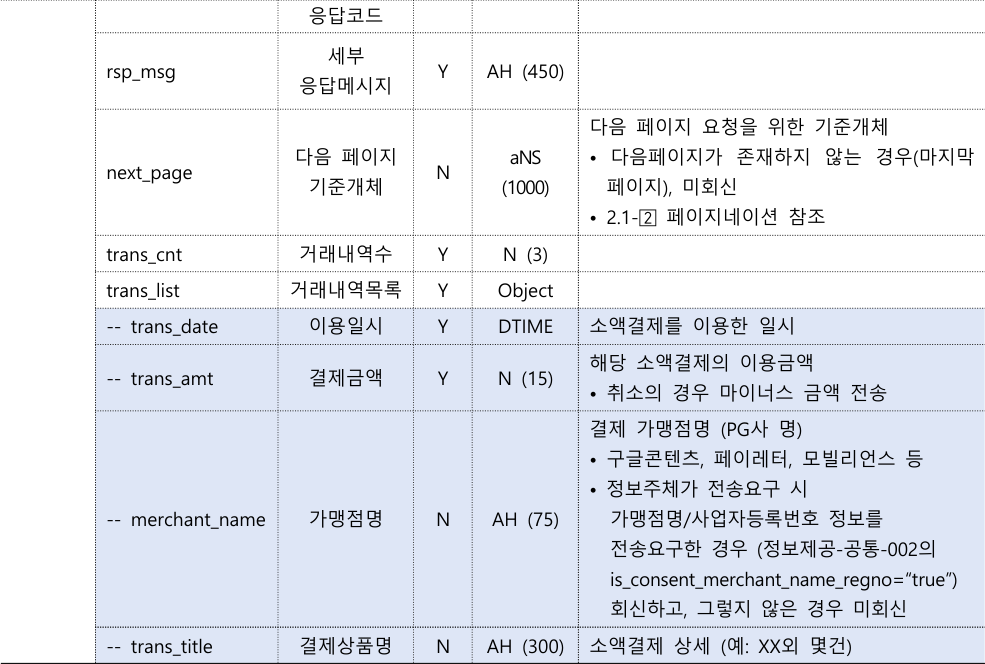 응답코드
rsp_msg
세부
응답메시지
Y
AH (450)
next_page
다음 페이지
기준개체
N
aNS
(1000)
다음 페이지 요청을 위한 기준개체
• 다음페이지가 존재하지 않는 경우(마지막
페이지), 미회신
• 2.1-2 페이지네이션 참조
trans_cnt
거래내역수
Y
N (3)
trans_list
거래내역목록
Y
Object
-- trans_date
이용일시
Y
DTIME
소액결제를 이용한 일시
-- trans_amt
결제금액
Y
N (15)
해당 소액결제의 이용금액
• 취소의 경우 마이너스 금액 전송
-- merchant_name
가맹점명
N
AH (75)
결제 가맹점명 (PG사 명)
• 구글콘텐츠, 페이레터, 모빌리언스 등
• 정보주체가 전송요구 시
가맹점명/사업자등록번호 정보를
전송요구한 경우 (정보제공-공통-002의
is_consent_merchant_name_regno=“true”)
회신하고, 그렇지 않은 경우 미회신
-- trans_title
결제상품명
N
AH (300)
소액결제 상세 (예: XX외 몇건)